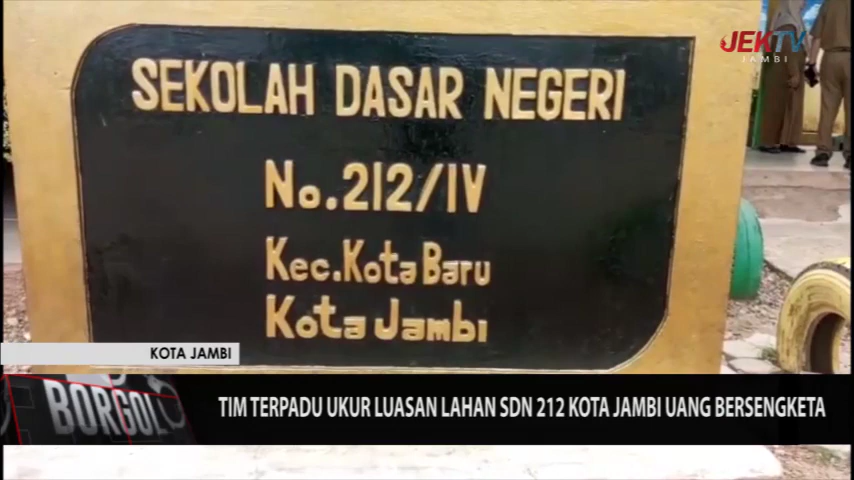 JEKTV
JAMBI
SEKOLAH DASAR NEGERI
No.212/IV
Kec.Kota Baru
Kota Jambi
KOTA JAMBI
BORGOL
TIM TERPADU UKUR LUASAN LAHAN SDN 212 KOTA JAMBI UANG BERSENGKETA